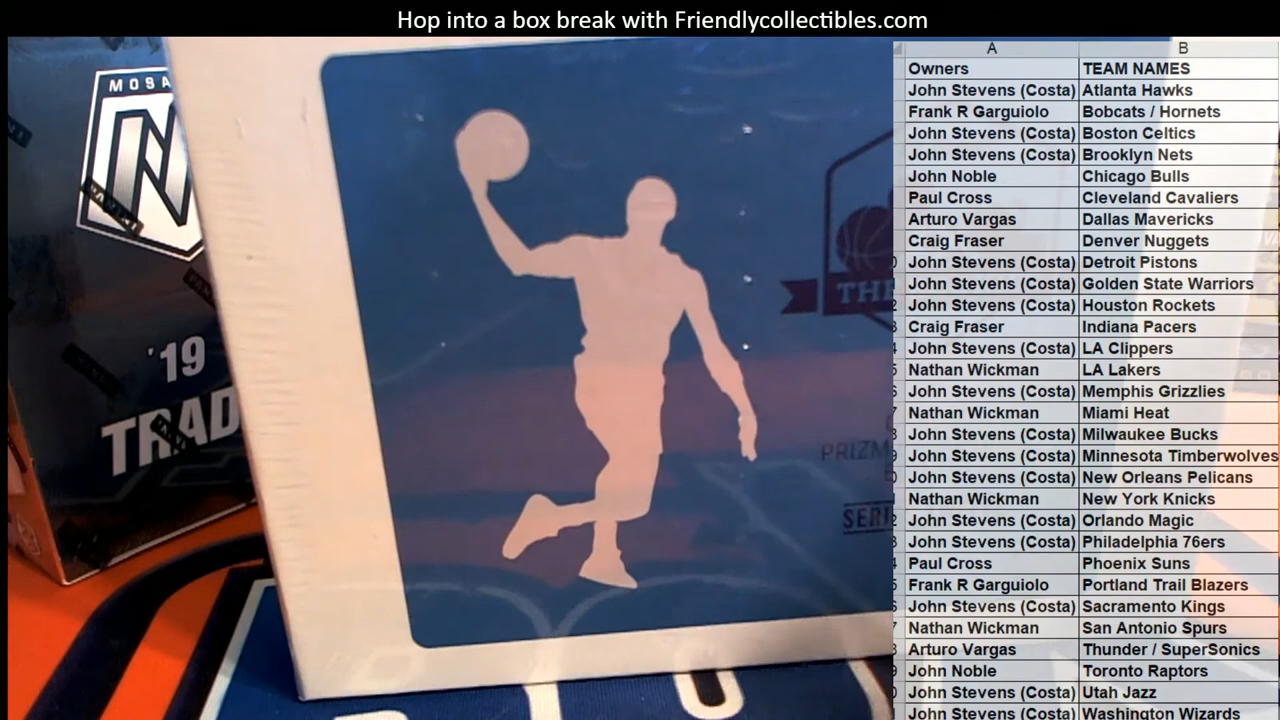 Hop into a box break with Friendlycollectibles.com
A B
Owners TEAM NAMES
John Stevens (Costa) Atlanta Hawks
Frank R Garguiolo Bobcats / Hornets
John Stevens (Costa) Boston Celtics
John Stevens (Costa) Brooklyn Nets
John Noble Chicago Bulls
Paul Cross Cleveland Cavaliers
Arturo Vargas Dallas Mavericks
Craig Fraser Denver Nuggets
John Stevens (Costa) Detroit Pistons
John Stevens (Costa) Golden State Warriors
John Stevens (Costa) Houston Rockets
Craig Fraser Indiana Pacers
John Stevens (Costa) LA Clippers
Nathan Wickman LA Lakers
John Stevens (Costa) Memphis Grizzlies
Nathan Wickman Miami Heat
John Stevens (Costa) Milwaukee Bucks
John Stevens (Costa) Minnesota Timberwolves
John Stevens (Costa) New Orleans Pelicans
Nathan Wickman New York Knicks
John Stevens (Costa) Orlando Magic
John Stevens (Costa) Philadelphia 76ers
Paul Cross Phoenix Suns
Frank R Garguiolo Portland Trail Blazers
John Stevens (Costa) Sacramento Kings
Nathan Wickman San Antonio Spurs
Arturo Vargas Thunder / SuperSonics
John Noble Toronto Raptors
John Stevens (Costa) Utah Jazz
John Stevens (Costa) Washington Wizards
MOSA
'19
TRAD
TH
PRIZM
SERI